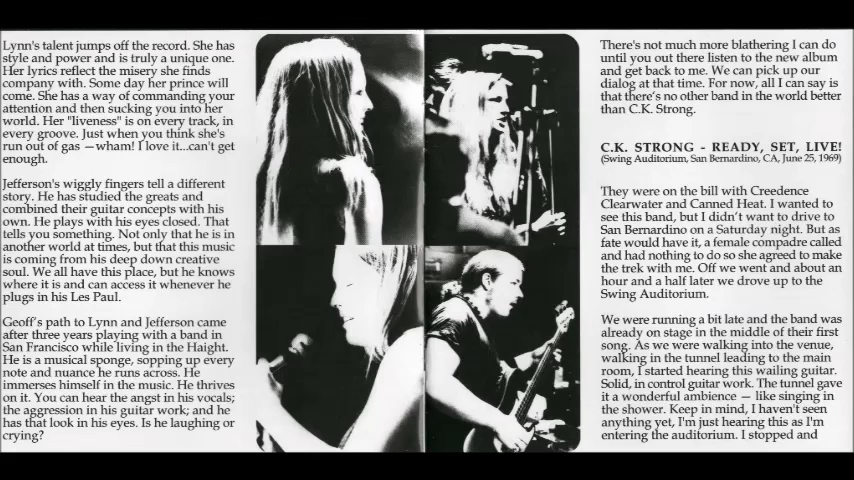 Lynn's talent jumps off the record. She has
style and power and is truly a unique one.
Her lyrics reflect the misery she finds
company with. Some day her prince will
come. She has a way of commanding your
attention and then sucking you into her
world. Her "liveness" is on every track, in
every groove. Just when you think she's
run out of gas —wham! I love it...can't get
enough.
Jefferson's wiggly fingers tell a different
story. He has studied the greats and
combined their guitar concepts with his
own. He plays with his eyes closed. That
tells you something. Not only that he is in
another world at times, but that this music
is coming from his deep down creative
soul. We all have this place, but he knows
where it is and can access it whenever he
plugs in his Les Paul.
Geoff's path to Lynn and Jefferson came
after three years playing with a band in
San Francisco while living in the Haight.
He is a musical sponge, sopping up every
note and nuance he runs across. He
immerses himself in the music. He thrives
on it. You can hear the angst in his vocals;
the aggression in his guitar work; and he
has that look in his eyes. Is he laughing or
crying?
There's not much more blathering I can do
until you out there listen to the new album
and get back to me. We can pick up our
dialog at that time. For now, all I can say is
that there's no other band in the world better
than C.K. Strong.
C.K. STRONG - READY, SET, LIVE!
(Swing Auditorium, San Bernardino, CA, June 25, 1969)
They were on the bill with Creedence
Clearwater and Canned Heat. I wanted to
see this band, but I didn't want to drive to
San Bernardino on a Saturday night. But as
fate would have it, a female compadre called
and had nothing to do so she agreed to make
the trek with me. Off we went and about an
hour and a half later we drove up to the
Swing Auditorium.
We were running a bit late and the band was
already on stage in the middle of their first
song. As we were walking into the venue,
walking in the tunnel leading to the main
room, I started hearing this wailing guitar.
Solid, in control guitar work. The tunnel gave
it a wonderful ambience — like singing in
the shower. Keep in mind, I haven't seen
anything yet, I'm just hearing this as I'm
entering the auditorium. I stopped and